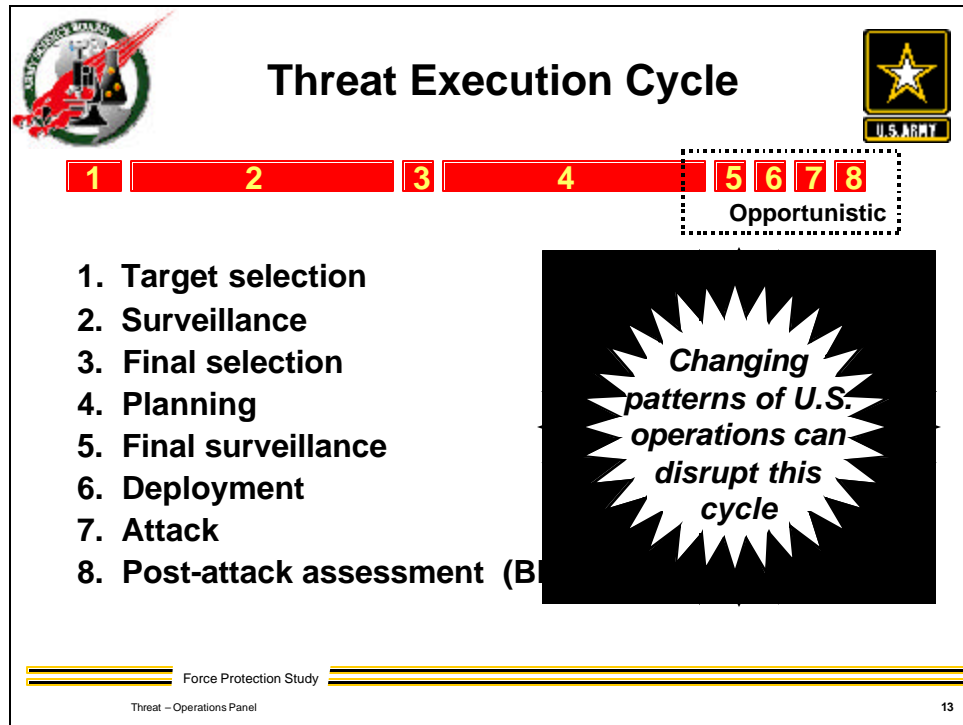 Threat Execution Cycle
U.S.ARMY
1 2 3 4 5 6 7 8
Opportunistic
1. Target selection
2. Surveillance
3. Final selection
4. Planning
5. Final surveillance
6. Deployment
7. Attack
8. Post-attack assessment
Changing
patterns of U.S.
operations can
disrupt this
cycle
Force Protection Study
Threat – Operations Panel
13